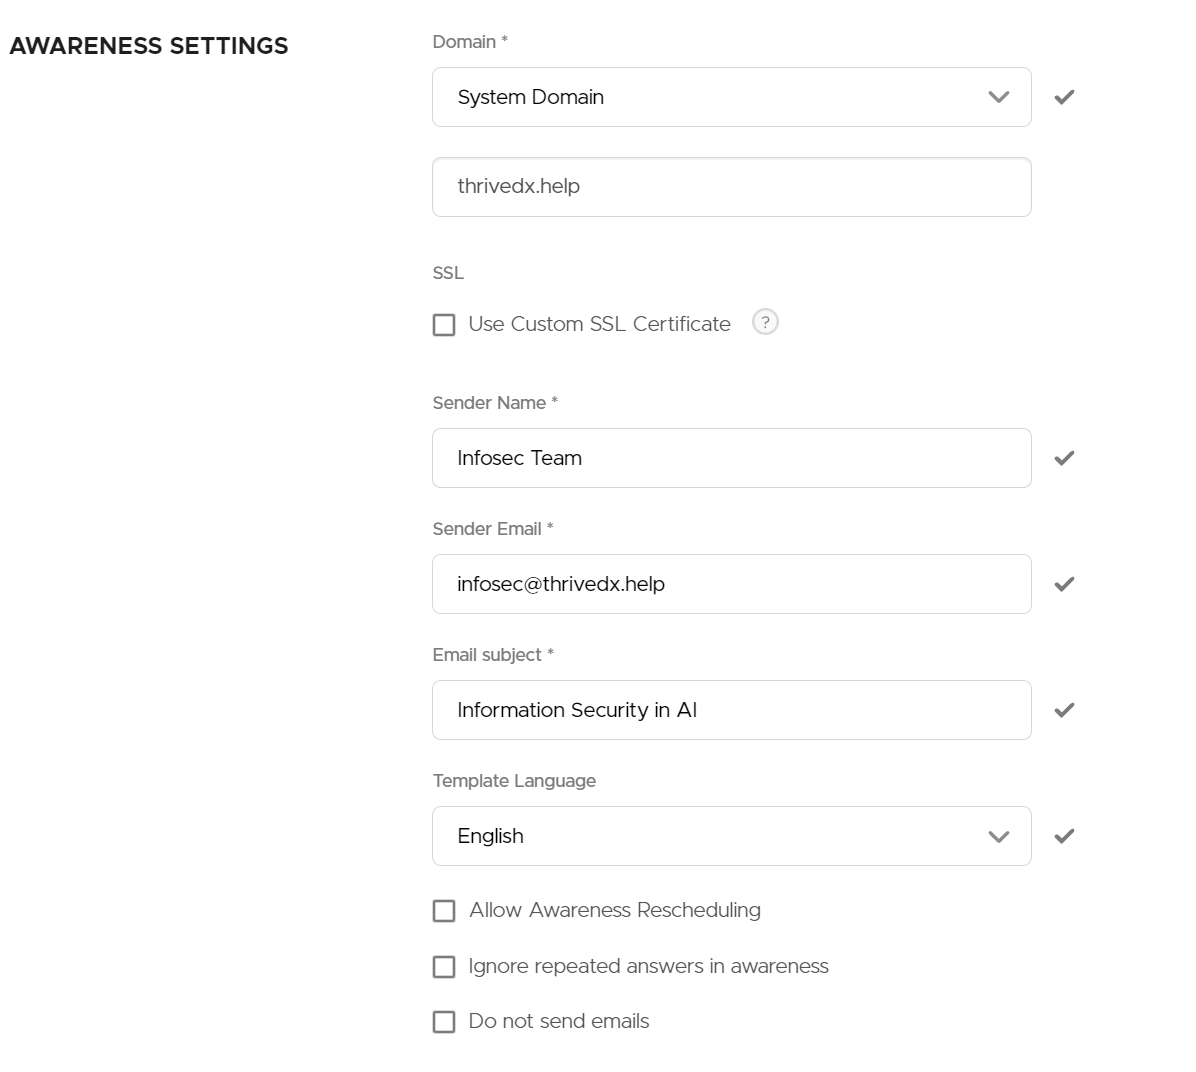 AWARENESS SETTINGS
Domain *
System Domain
thrivedx.help
SSL
Use Custom SSL Certificate ?
Sender Name *
Infosec Team
Sender Email *
infosec@thrivedx.help
Email subject *
Information Security in AI
Template Language
English
Allow Awareness Rescheduling
Ignore repeated answers in awareness
Do not send emails